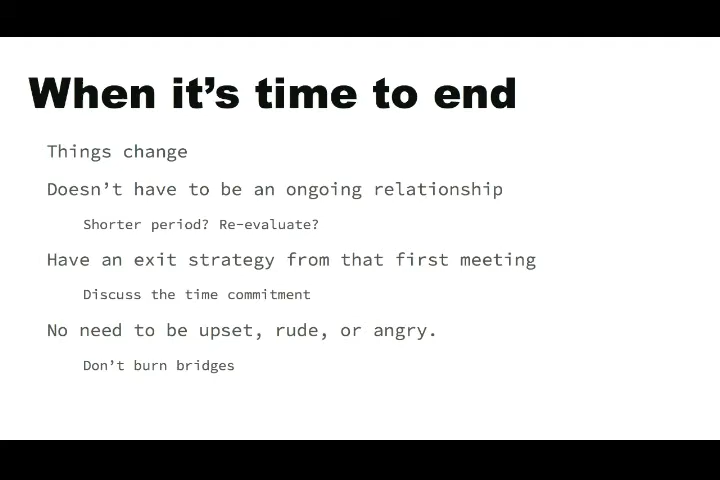 When it’s time to end
Things change
Doesn’t have to be an ongoing relationship
Shorter period? Re-evaluate?
Have an exit strategy from that first meeting
Discuss the time commitment
No need to be upset, rude, or angry.
Don’t burn bridges